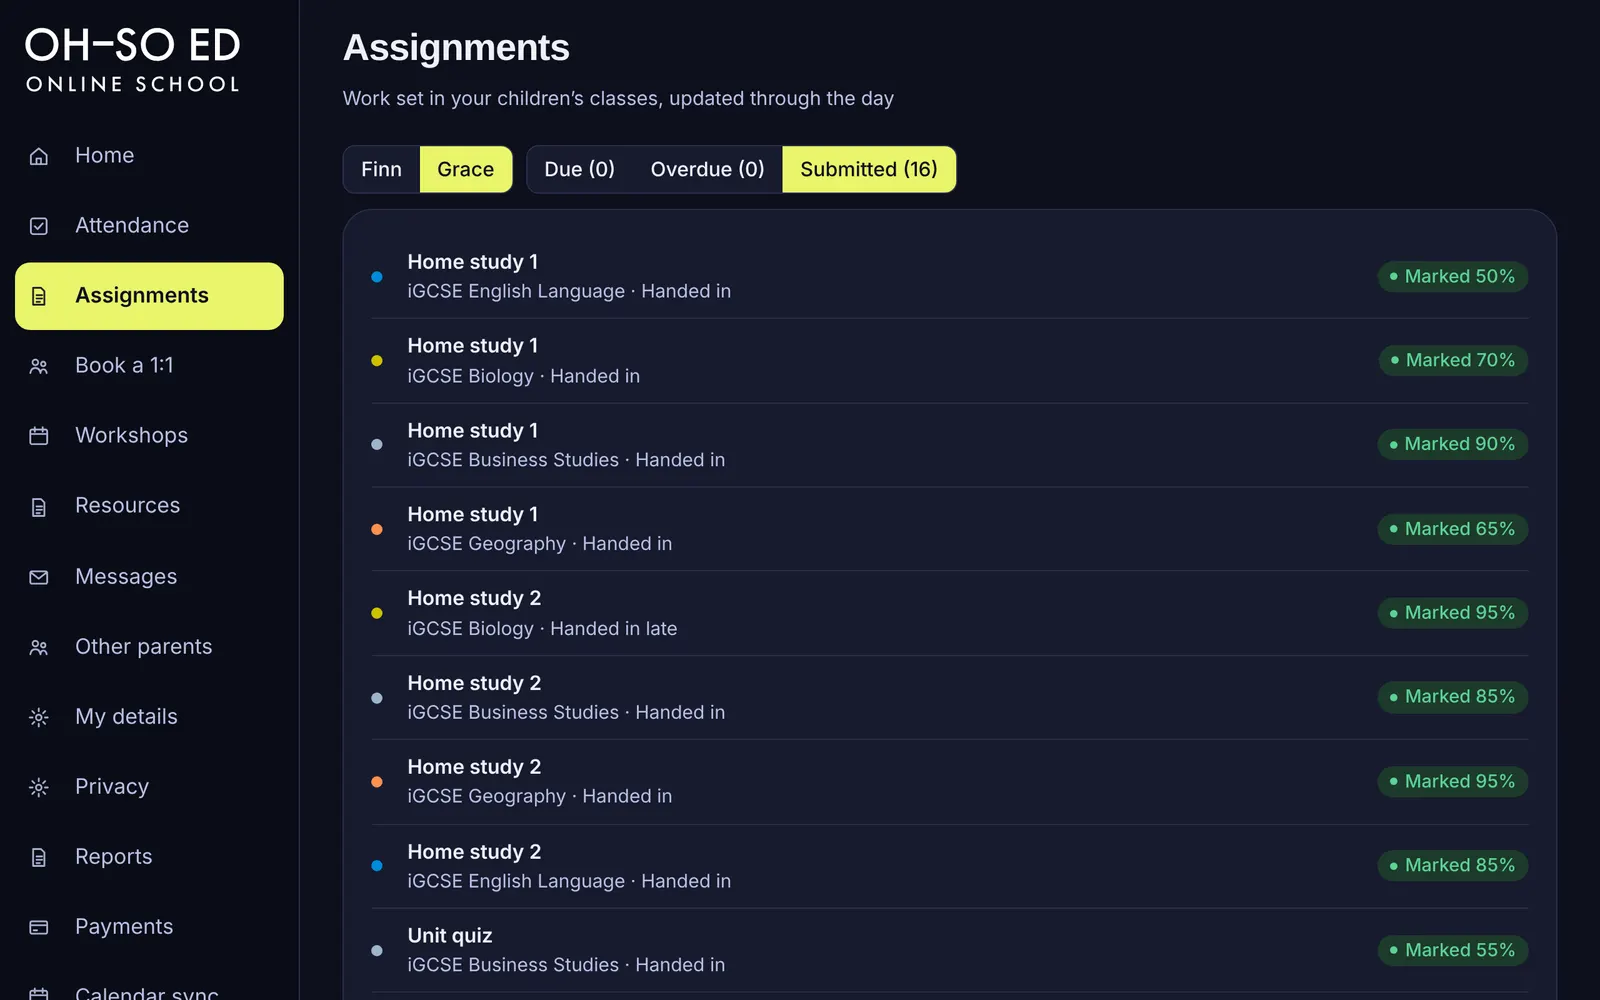 OH–SO ED
ONLINE SCHOOL
Home
Attendance
Assignments
Book a 1:1
Workshops
Resources
Messages
Other parents
My details
Privacy
Reports
Payments
Calendar sync
Assignments
Work set in your children’s classes, updated through the day
Finn
Grace
Due (0)
Overdue (0)
Submitted (16)
Home study 1
iGCSE English Language · Handed in
Marked 50%
Home study 1
iGCSE Biology · Handed in
Marked 70%
Home study 1
iGCSE Business Studies · Handed in
Marked 90%
Home study 1
iGCSE Geography · Handed in
Marked 65%
Home study 2
iGCSE Biology · Handed in late
Marked 95%
Home study 2
iGCSE Business Studies · Handed in
Marked 85%
Home study 2
iGCSE Geography · Handed in
Marked 95%
Home study 2
iGCSE English Language · Handed in
Marked 85%
Unit quiz
iGCSE Business Studies · Handed in
Marked 55%